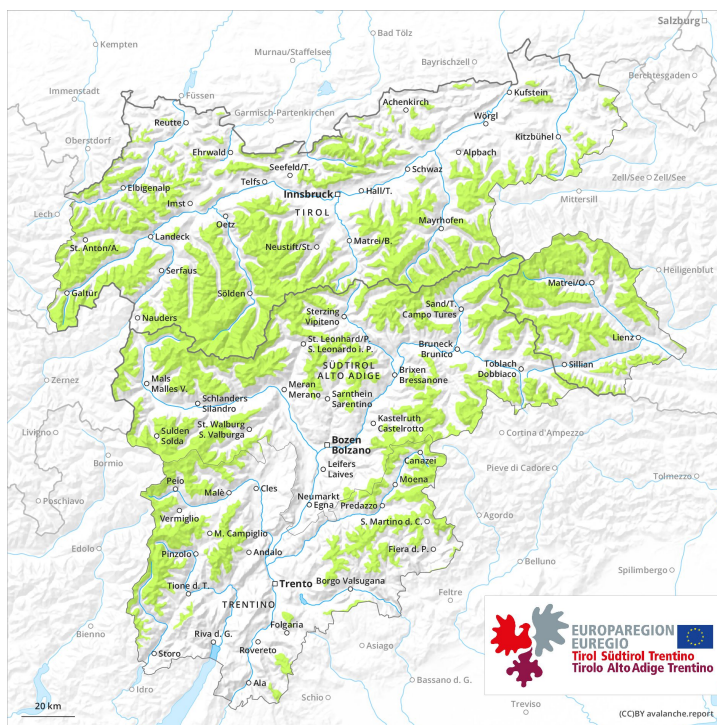 Salzburg
Kempten
Bad Tölz
Murnau/Staffelsee
Bayrischzell
Berchtesgaden
Immenstadt
Füssen
Kufstein
Garmisch-Partenkirchen
Achenkirch
Wörgl
Reutte
Oberstdorf
Ehrwald
Kitzbühel
Seefeld/T.
Alpbach
Telfs
Schwaz
Zell/See
Zell/See
Elbigenalp
Innsbruck
Hall/T.
Mittersill
Imst
TIROL
Lech
Oetz
Mayrhofen
St. Anton/A.
Landeck
Neustift/St.
Matrei/B.
Serfaus
Heiligenblut
Galtür
Sölden
Matrei/O.
Nauders
Sterzing
Vipiteno
Sand/T.
Campo Tures
Lienz
St. Leonhard/P.
S. Leonardo i. P.
Bruneck
Brunico
Toblach
Dobbiaco
Sillian
SÜDTIROL
ALTO ADIGE
Brixen
Bressanone
Zernez
Mals
Malles V.
Meran
Merano
Schlanders
Silandro
Sarnthein
Sarentino
Kastelruth
Castelrotto
St. Walburg
S. Valburga
Livigno
Sulden
Solda
Bozen
Bolzano
Cortina d'Ampezzo
Bormio
Canazei
Pieve di Cadore
Leifers
Laives
Tolmezzo
Poschiavo
Peio
Malè
Cles
Moena
Neumarkt
Egna
Predazzo
Vermiglio
Agordo
S. Martino d. C.
M. Campiglio
Edolo
Pinzolo
Andalo
Fiera d. P.
Belluno
Spilimbergo
Tione d. T.
Trento
Borgo Valsugana
Feltre
TRENTINO
Bienno
Folgaria
Riva d. G.
Rovereto
Storo
Asiago
Ala
Idro
Bassano d. G.
Schio
Treviso
EUROPAREGION
EUREGIO
Tirol Südtirol Trentino
Tirolo Alto Adige Trentino
20 km
(CC)BY avalanche.report